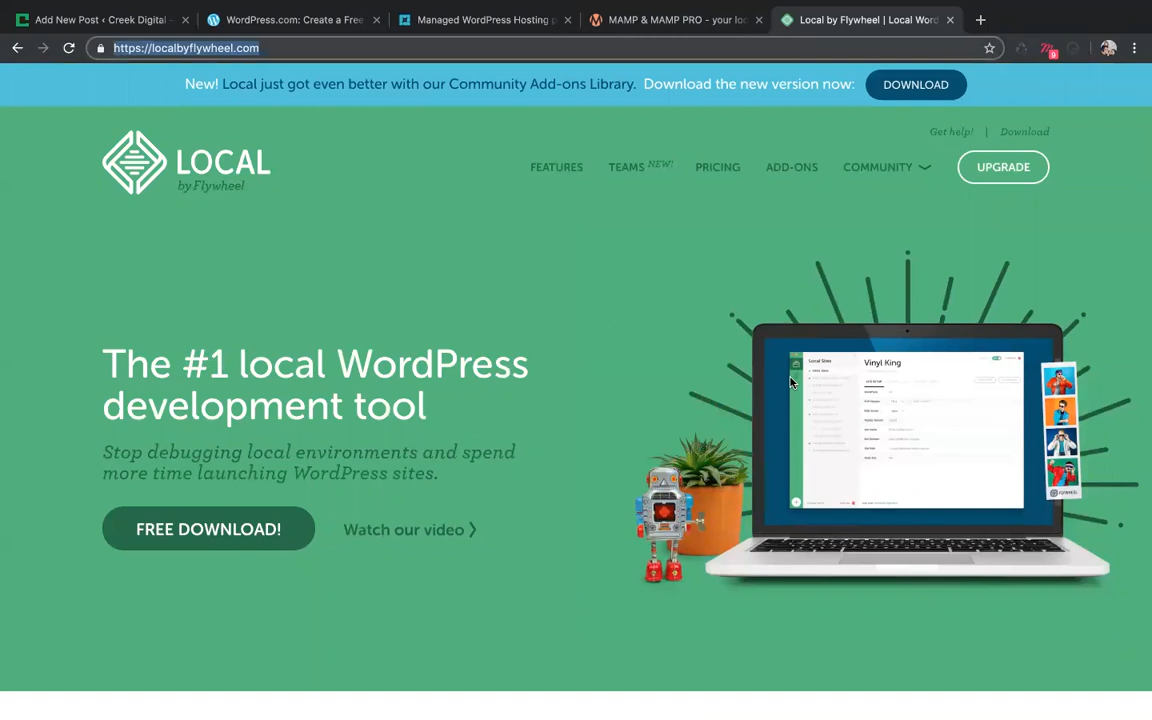 Add New Post ‹ Creek Digital -
WordPress.com: Create a Free
Managed WordPress Hosting p
MAMP & MAMP PRO - your loc
Local by Flywheel | Local Word
https://localbyflywheel.com
9
New! Local just got even better with our Community Add-ons Library. Download the new version now:
DOWNLOAD
Get help! | Download
LOCAL
by Flywheel
FEATURES
TEAMS NEW!
PRICING
ADD-ONS
COMMUNITY
UPGRADE
The #1 local WordPress
development tool
Stop debugging local environments and spend
more time launching WordPress sites.
FREE DOWNLOAD!
Watch our video
Local Sites
Vinyl King
FLYWHEEL